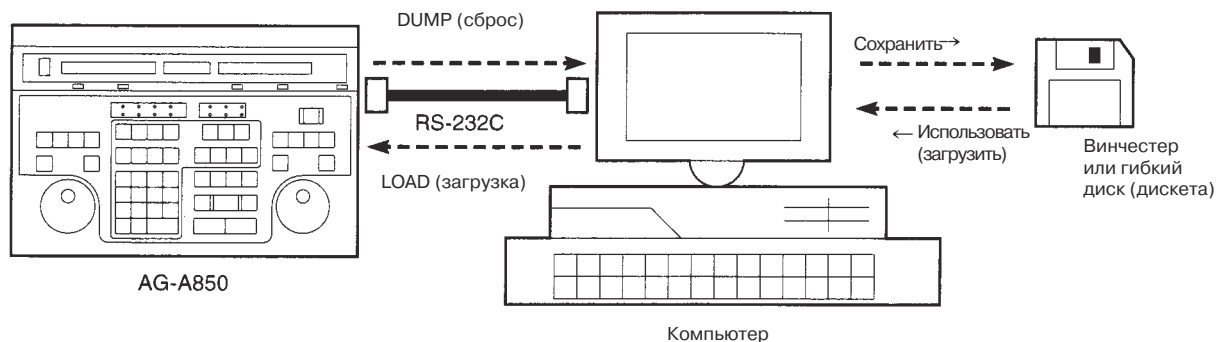 DUMP (сброс)
RS-232C
LOAD (загрузка)
AG-A850
Сохранить→
← Использовать
(загрузить)
Винчестер
или гибкий
диск (дискета)
Компьютер